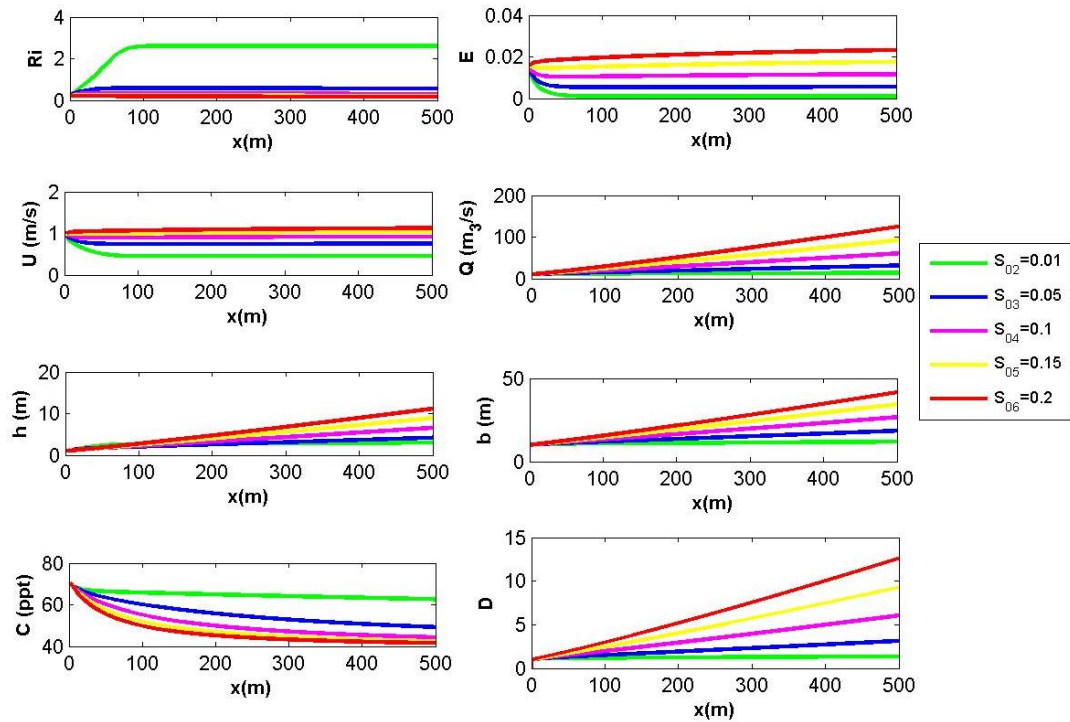 4
2
0
Ri
0 100 200 300 400 500
x(m)
0.04
0.02
0
E
0 100 200 300 400 500
x(m)
2
1
0
U (m/s)
0 100 200 300 400 500
x(m)
200
100
0
Q (m3/s)
0 100 200 300 400 500
x(m)
20
10
0
h (m)
0 100 200 300 400 500
x(m)
50
0
b (m)
0 100 200 300 400 500
x(m)
80
60
40
C (ppt)
0 100 200 300 400 500
x(m)
15
10
5
0
D
0 100 200 300 400 500
x(m)
S02=0.01
S03=0.05
S04=0.1
S05=0.15
S06=0.2